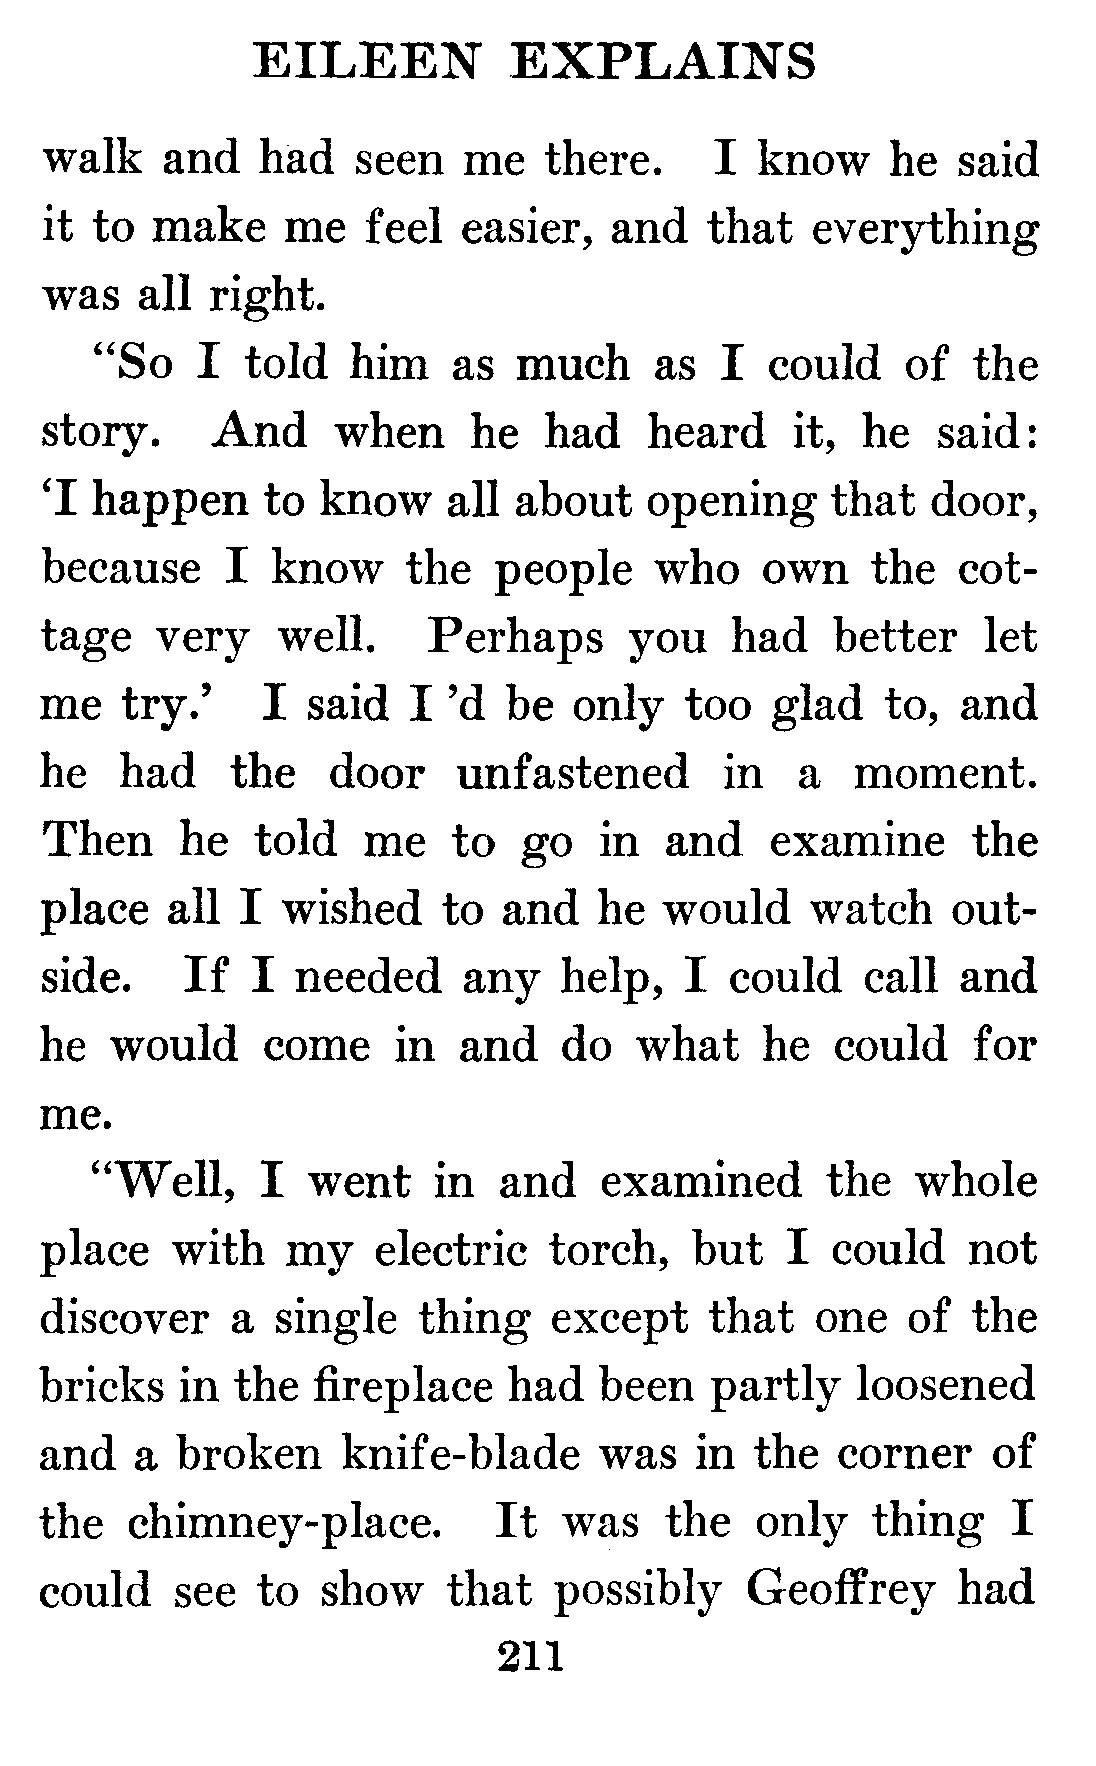 EILEEN EXPLAINS
walk and had seen me there. I know he said
it to make me feel easier, and that everything
was all right.
“So I told him as much as I could of the
story. And when he had heard it, he said:
‘I happen to know all about opening that door,
because I know the people who own the cot-
tage very well. Perhaps you had better let
me try.’ I said I ’d be only too glad to, and
he had the door unfastened in a moment.
Then he told me to go in and examine the
place all I wished to and he would watch out-
side. If I needed any help, I could call and
he would come in and do what he could for
me.
“Well, I went in and examined the whole
place with my electric torch, but I could not
discover a single thing except that one of the
bricks in the fireplace had been partly loosened
and a broken knife-blade was in the corner of
the chimney-place. It was the only thing I
could see to show that possibly Geoffrey had
211